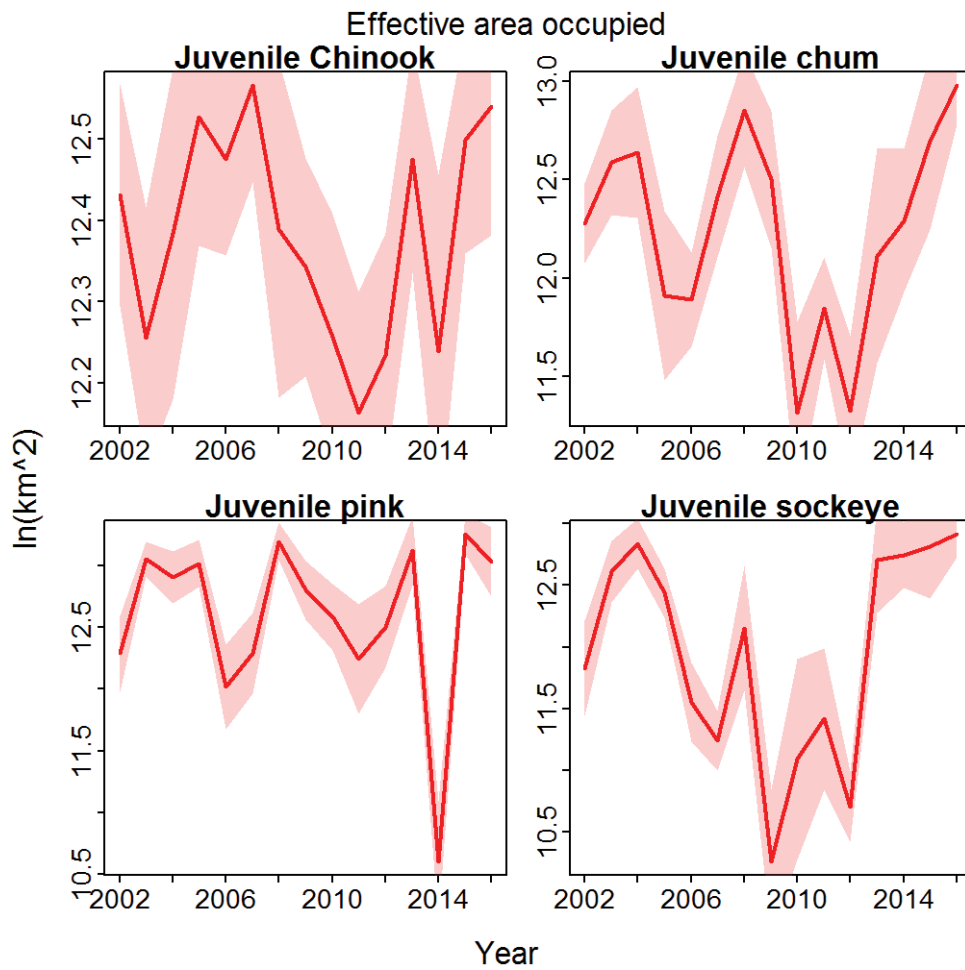 Effective area occupied
Juvenile Chinook
12.5
12.4
12.3
12.2
2002 2006 2010 2014
Juvenile chum
13.0
12.5
12.0
11.5
2002 2006 2010 2014
ln(km^2)
Juvenile pink
12.5
11.5
10.5
2002 2006 2010 2014
Juvenile sockeye
12.5
11.5
10.5
2002 2006 2010 2014
Year